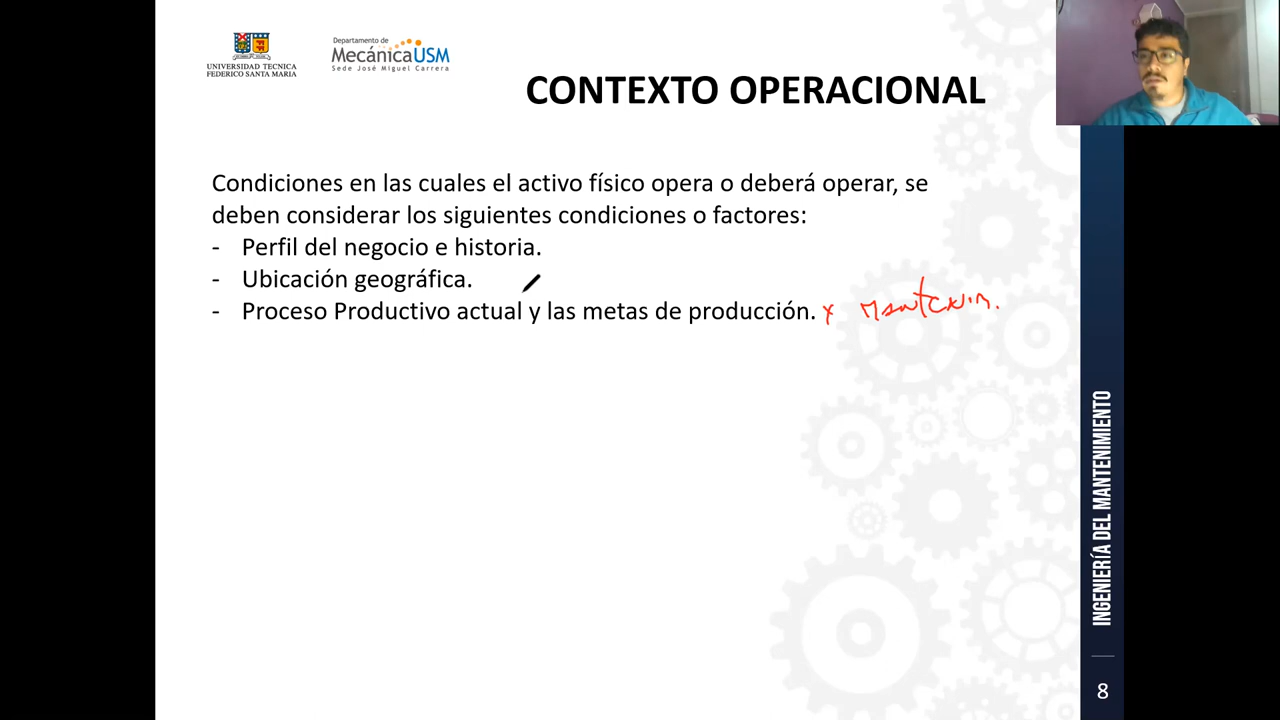 UNIVERSIDAD TECNICA
FEDERICO SANTA MARIA
Departamento de
MecánicaUSM
Sede José Miguel Carrera
CONTEXTO OPERACIONAL
Condiciones en las cuales el activo físico opera o deberá operar, se
deben considerar los siguientes condiciones o factores:
- Perfil del negocio e historia.
- Ubicación geográfica.
- Proceso Productivo actual y las metas de producción. y
INGENIERÍA DEL MANTENIMIENTO
8